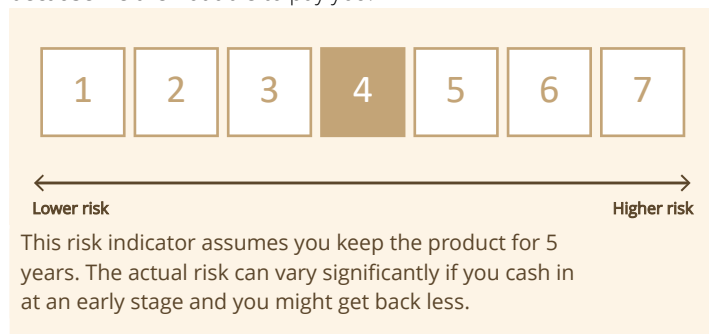 1 2 3 4 5 6 7
Lower risk Higher risk
This risk indicator assumes you keep the product for 5
years. The actual risk can vary significantly if you cash in
at an early stage and you might get back less.